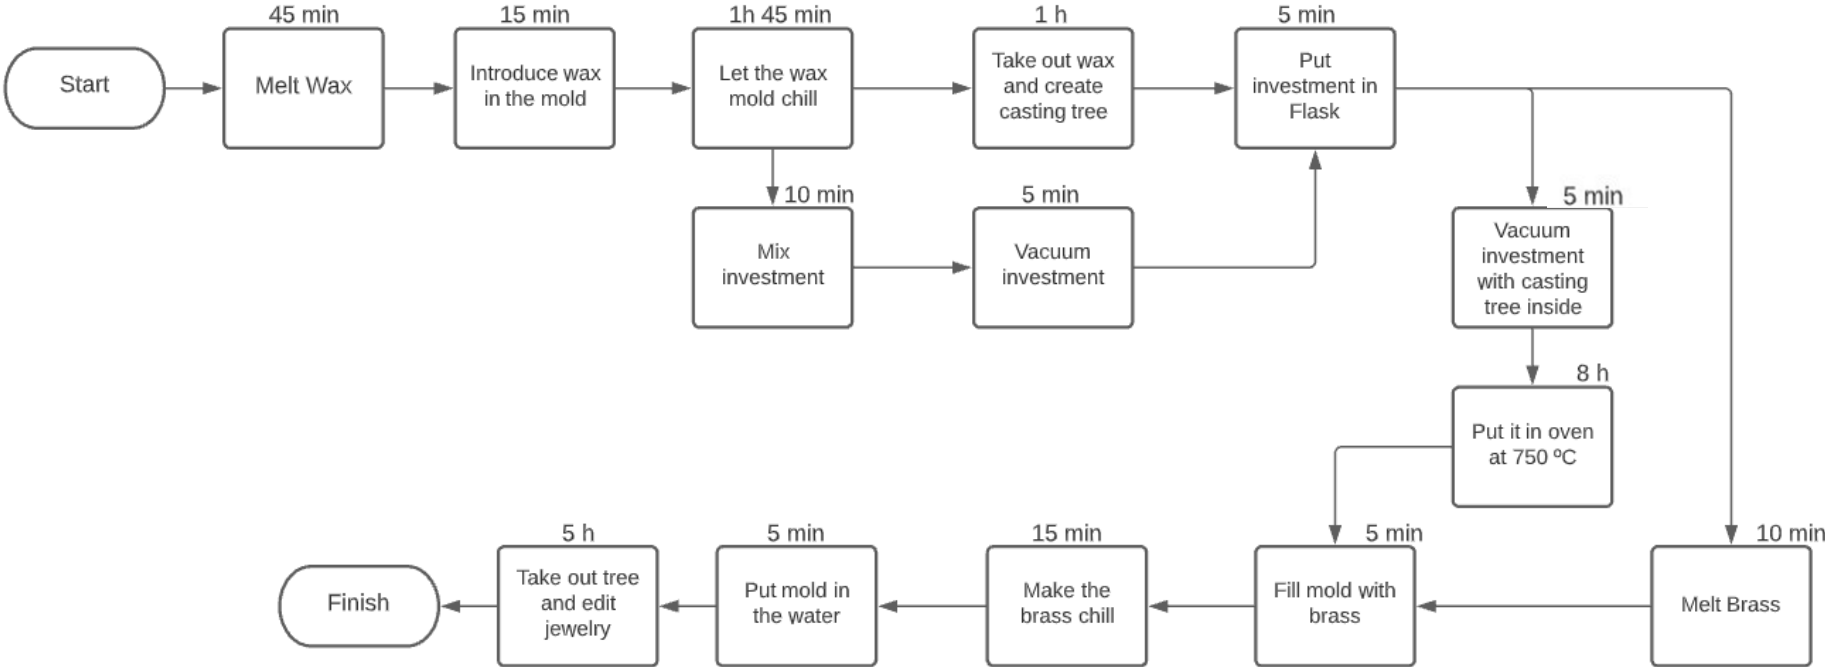 45 min
15 min
1h 45 min
1 h
5 min
Start
Melt Wax
Introduce wax
in the mold
Let the wax
mold chill
Take out wax
and create
casting tree
Put
investment in
Flask
10 min
5 min
5 min
Mix
investment
Vacuum
investment
Vacuum
investment
with casting
tree inside
8 h
Put it in oven
at 750 ºC
5 h
5 min
15 min
5 min
10 min
Finish
Take out tree
and edit
jewelry
Put mold in
the water
Make the
brass chill
Fill mold with
brass
Melt Brass